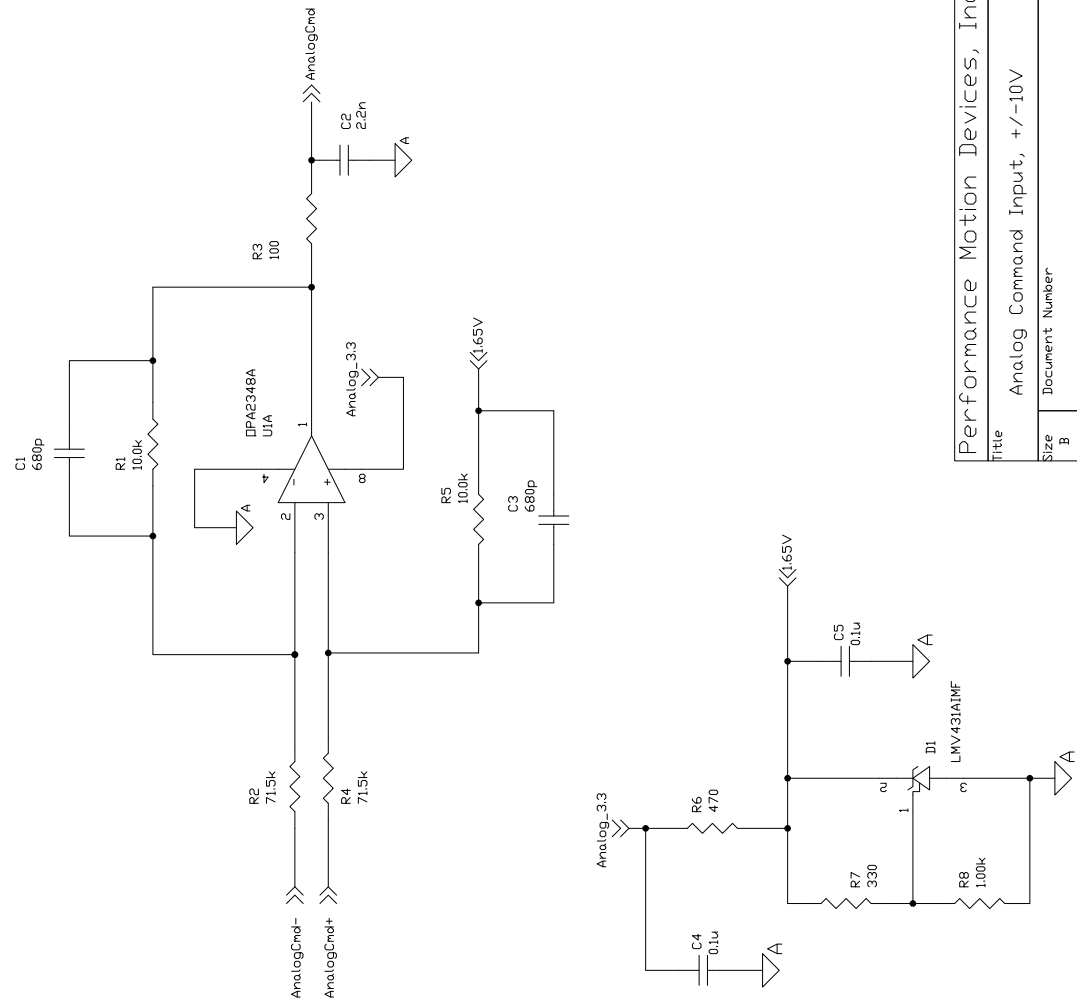 AnalogCmd
C2
2.2n
A
R3
100
C1
680p
R1
10.0k
OPA2348A
U1A
Analog_3.3
1
4
8
-
+
2
3
A
1.65V
R5
10.0k
C3
680p
R2
71.5k
R4
71.5k
AnalogCmd-
AnalogCmd+
1.65V
C5
0.1u
A
LMV431AIMF
D1
2
1
3
A
Analog_3.3
R6
470
R7
330
R8
1.00k
C4
0.1u
A
Performance Motion Devices, Inc
Title
Analog Command Input, +/-10V
Size
B
Document Number